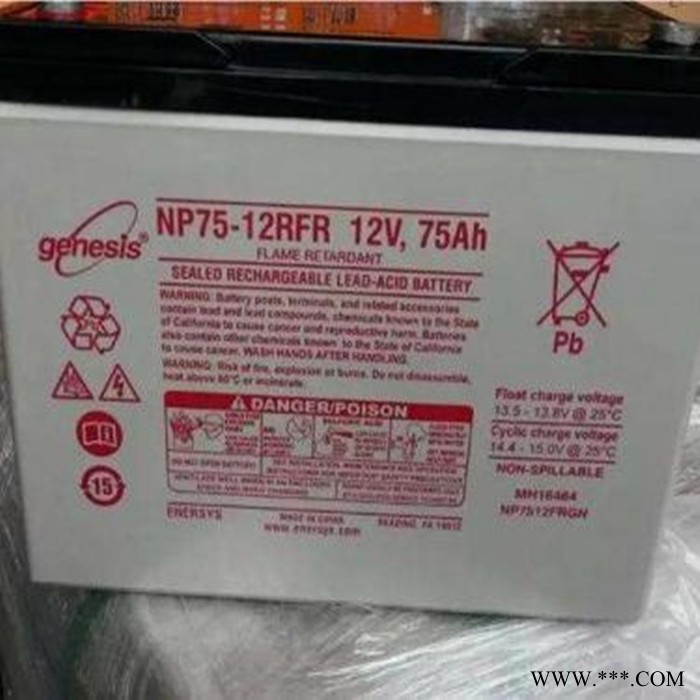 genesis®
NP75-12RFR 12V, 75Ah
FLAME RETARDANT
SEALED RECHARGEABLE LEAD-ACID BATTERY
WARNING: Battery posts, terminals, and related accessories
contain lead and lead compounds, chemicals known to the State
of California to cause cancer and reproductive harm. Batteries
also contain other chemicals known to the State of California
to cause cancer. WASH HANDS AFTER HANDLING.
WARNING: Risk of fire, explosion or burns. Do not disassemble,
heat above 60°C or incinerate.
DANGER/POISON
DO NOT OPEN BATTERY
ENERSYS
MADE IN CHINA
READING, PA
www.enersys.com
15
Pb
Float charge voltage
13.5 - 13.8V @ 25°C
Cyclic charge voltage
14.4 - 15.0V @ 25°C
NON-SPILLABLE
MH16464
NP7512FRGN
WWW.***.COM